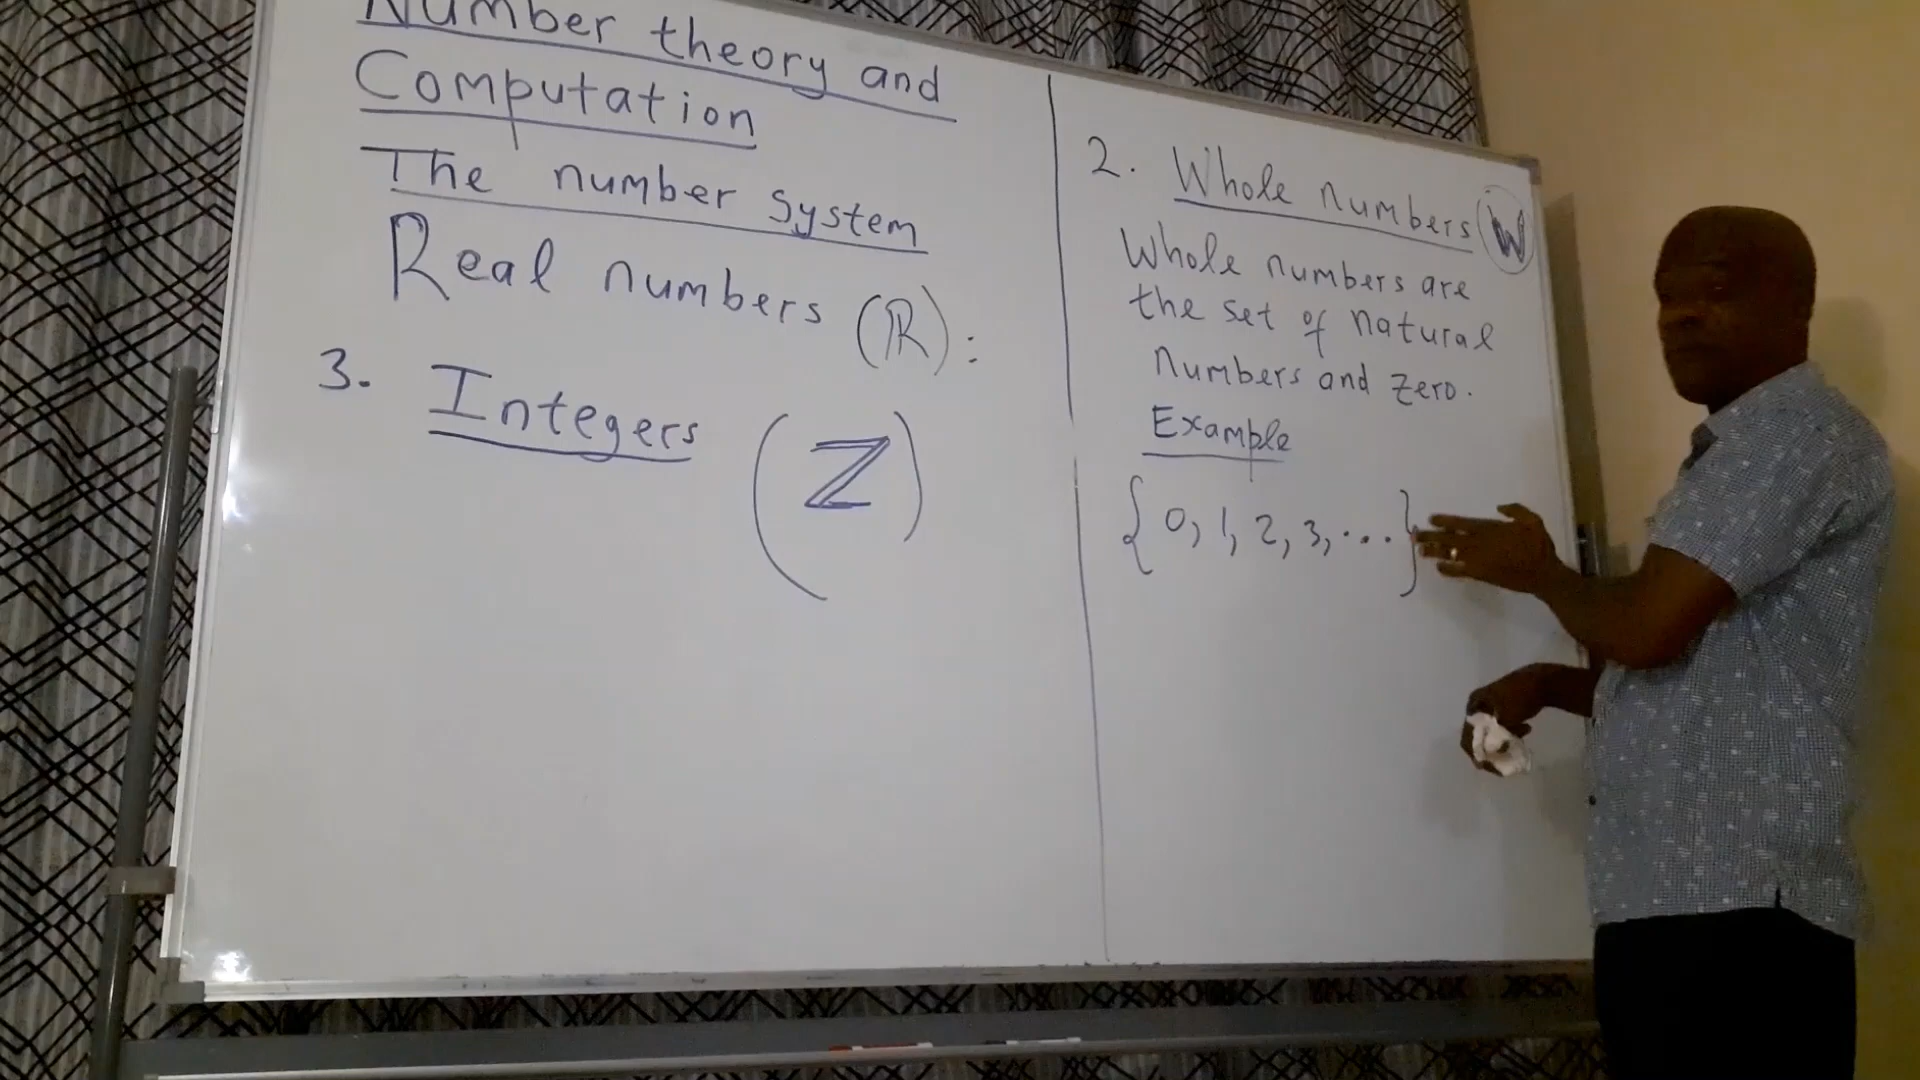 Number theory and
Computation
The number system
Real numbers (ℝ):
3. Integers (ℤ)
2. Whole numbers W
Whole numbers are
the set of natural
numbers and zero.
Example
{0, 1, 2, 3, ...}